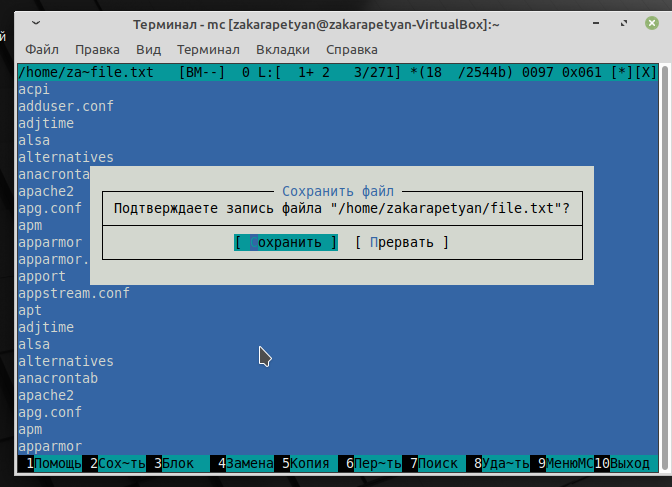 й
Терминал - mc [zakarapetyan@zakarapetyan-VirtualBox]:~
Файл Правка Вид Терминал Вкладки Справка
/home/za~file.txt [BM--] 0 L:[ 1+ 2 3/271] *(18 /2544b) 0097 0x061 [*][X]
acpi
adduser.conf
adjtime
alsa
alternatives
anacronta
apache2
apg.conf
apm
apparmor
apparmor.
apport
appstream.conf
apt
adjtime
alsa
alternatives
anacrontab
apache2
apg.conf
apm
apparmor
Сохранить файл
Подтверждаете запись файла "/home/zakarapetyan/file.txt"?
[ Сохранить ] [ Прервать ]
1Помощь 2Сох~ть 3Блок 4Замена 5Копия 6Пер~ть 7Поиск 8Уда~ть 9МенюMC 10Выход